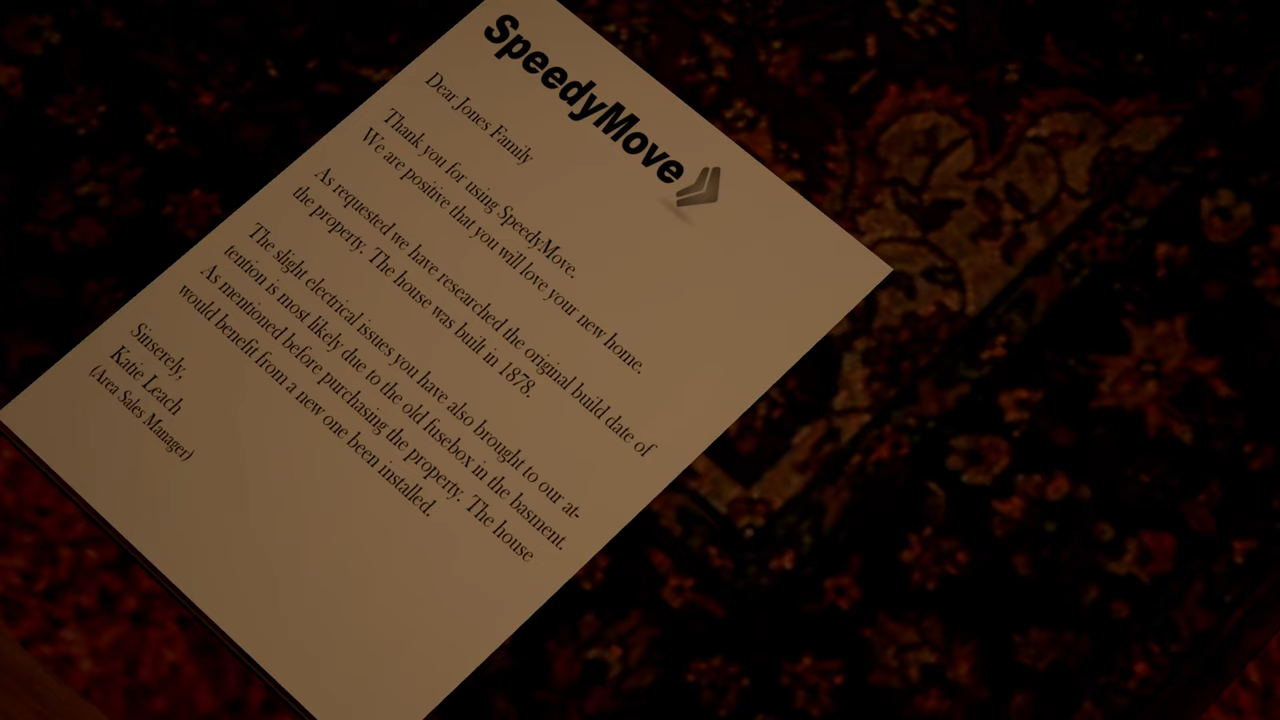 SpeedyMove
Dear Jones Family
Thank you for using SpeedyMove.
We are positive that you will love your new home.
As requested we have researched the original build date of
the property. The house was built in 1878.
The slight electrical issues you have also brought to our at-
tention is most likely due to the old fusebox in the basment.
As mentioned before purchasing the property. The house
would benefit from a new one been installed.
Sincerely,
Katie Leach
(Area Sales Manager)